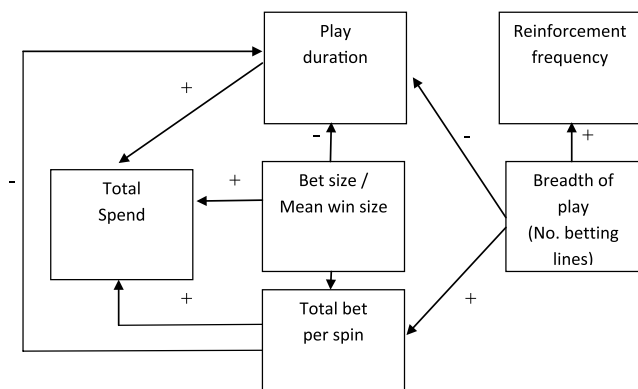 Play
duration
Reinforcement
frequency
+
-
-
+
-
Total
Spend
+
Bet size /
Mean win size
Breadth of
play
(No. betting
lines)
+
Total bet
per spin
+